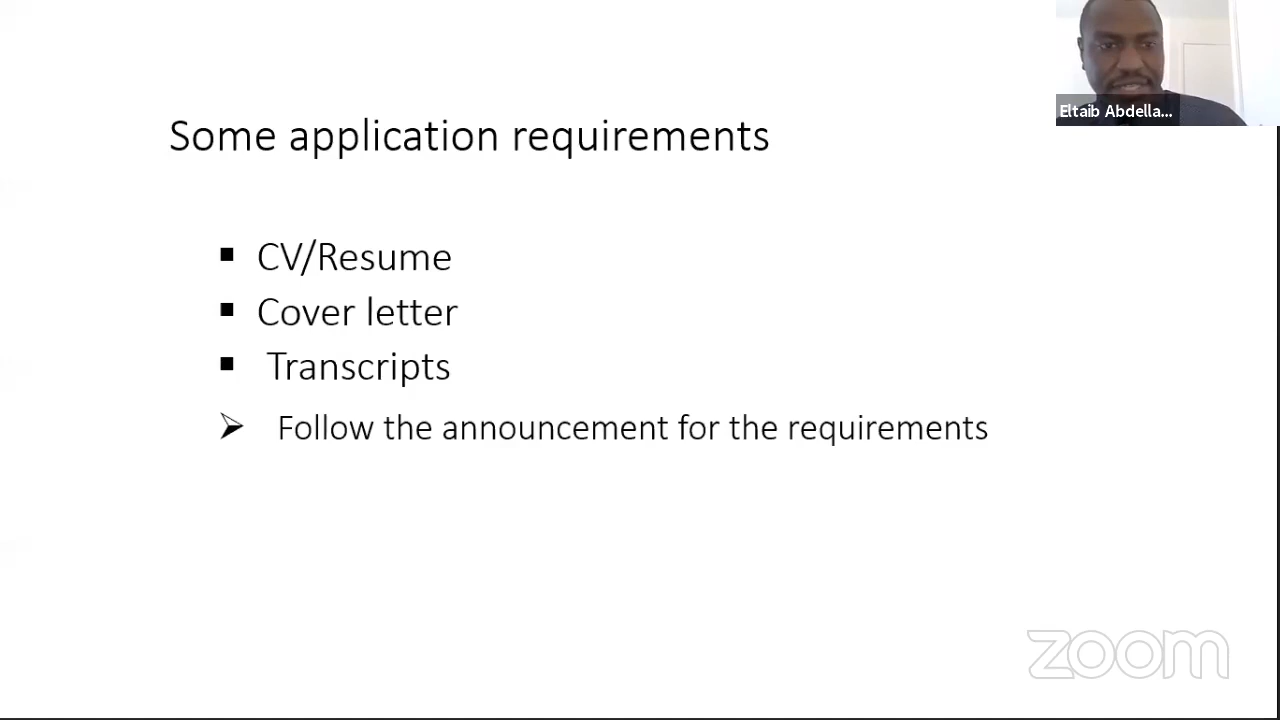 Eltaib Abdella...
Some application requirements
▪ CV/Resume
▪ Cover letter
▪ Transcripts
➢ Follow the announcement for the requirements
zoom